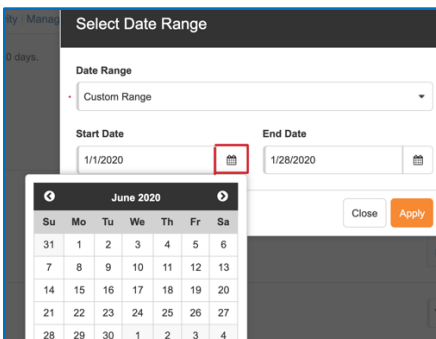 ity Manag
Select Date Range
0 days.
Date Range
Custom Range
Start Date End Date
1/1/2020 1/28/2020
June 2020
Close Apply
Su Mo Tu We Th Fr Sa
31 1 2 3 4 5 6
7 8 9 10 11 12 13
14 15 16 17 18 19 20
21 22 23 24 25 26 27
28 29 30 1 2 3 4